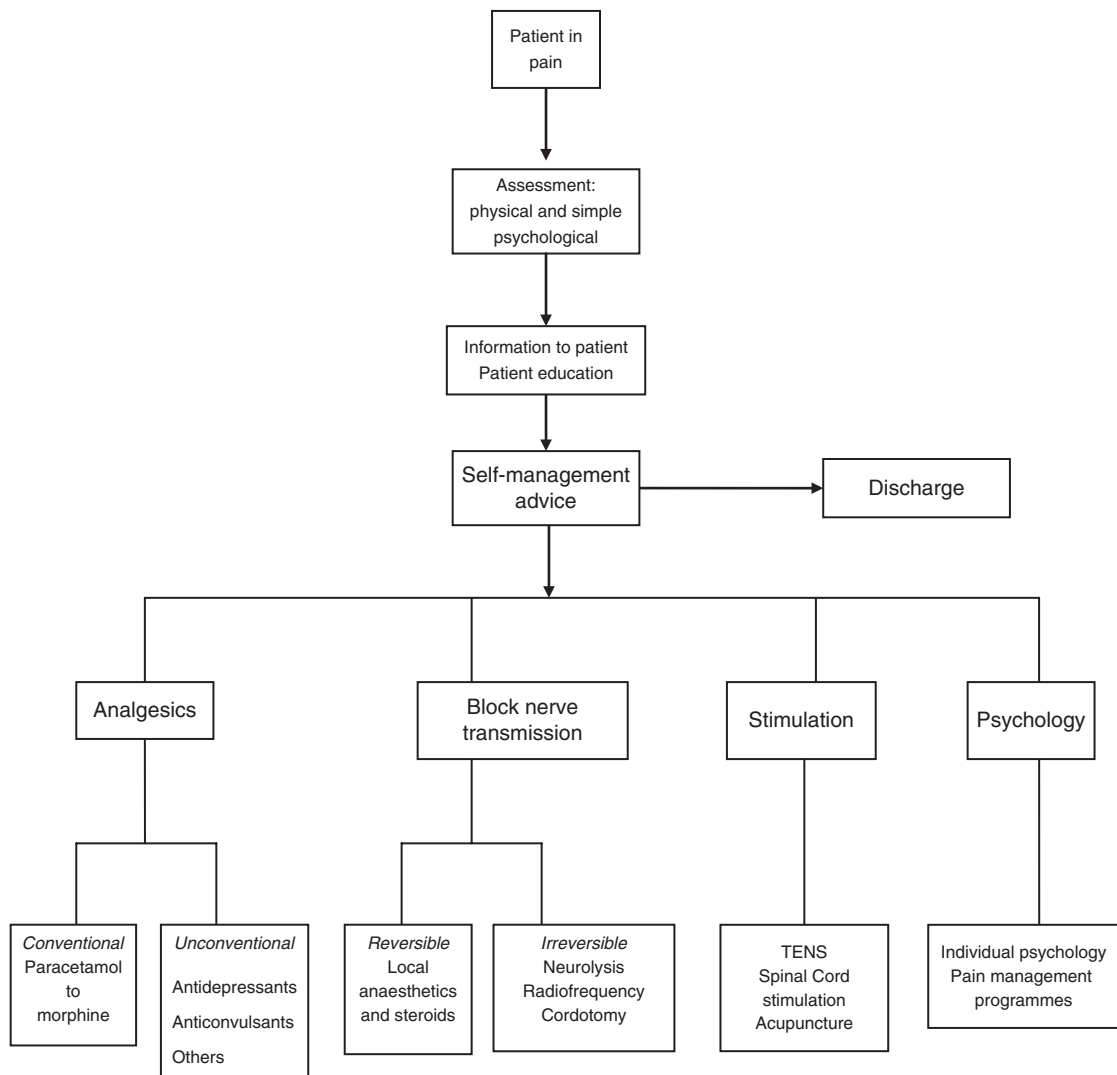 Patient in
pain
Assessment:
physical and simple
psychological
Information to patient
Patient education
Self-management
advice
Discharge
Analgesics
Block nerve
transmission
Stimulation
Psychology
Conventional
Paracetamol
to
morphine
Unconventional
Antidepressants
Anticonvulsants
Others
Reversible
Local
anaesthetics
and steroids
Irreversible
Neurolysis
Radiofrequency
Cordotomy
TENS
Spinal Cord
stimulation
Acupuncture
Individual psychology
Pain management
programmes